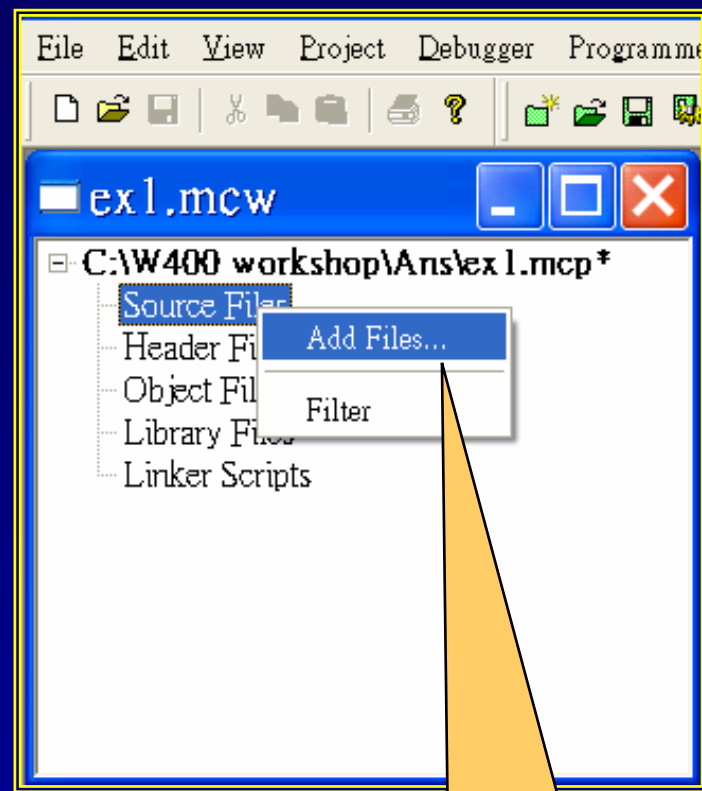 File Edit View Project Debugger Programme
ex1.mcw
C:\W400 workshop\Ans\ex1.mcp*
Source Files
Add Files...
Header Fi
Object Fil
Filter
Library Files
Linker Scripts